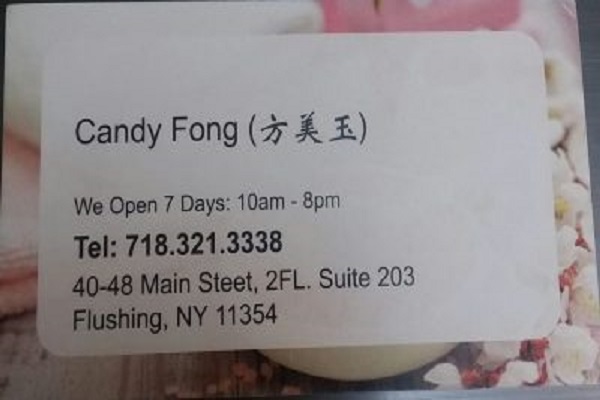 Candy Fong (方美玉)
We Open 7 Days: 10am - 8pm
Tel: 718.321.3338
40-48 Main Steet, 2FL. Suite 203
Flushing, NY 11354